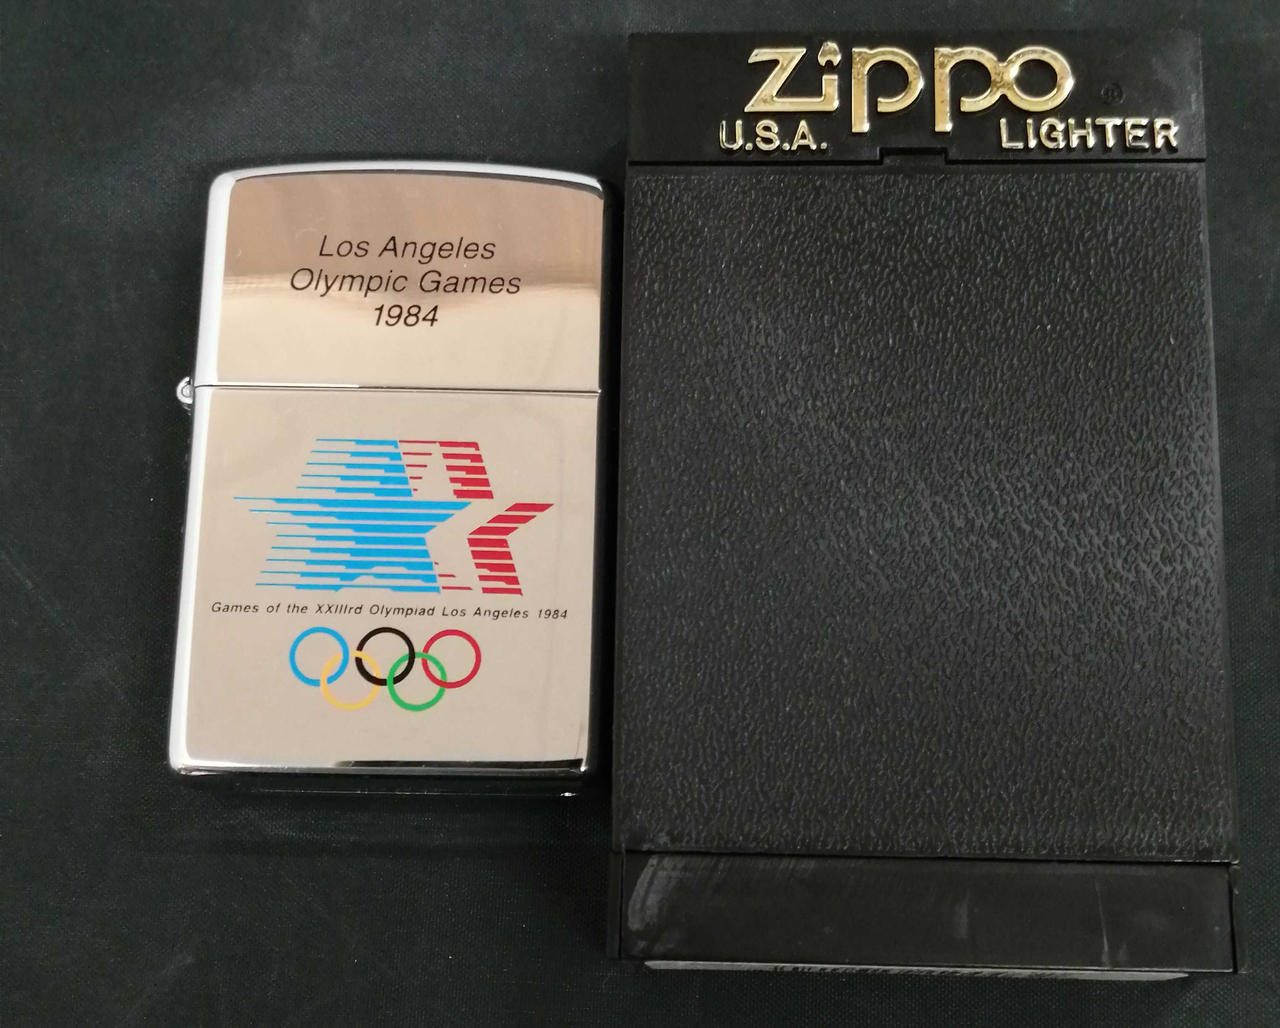 Los Angeles
Olympic Games
1984
Games of the XXIIIrd Olympiad Los Angeles 1984
Zippo ®
U.S.A. LIGHTER